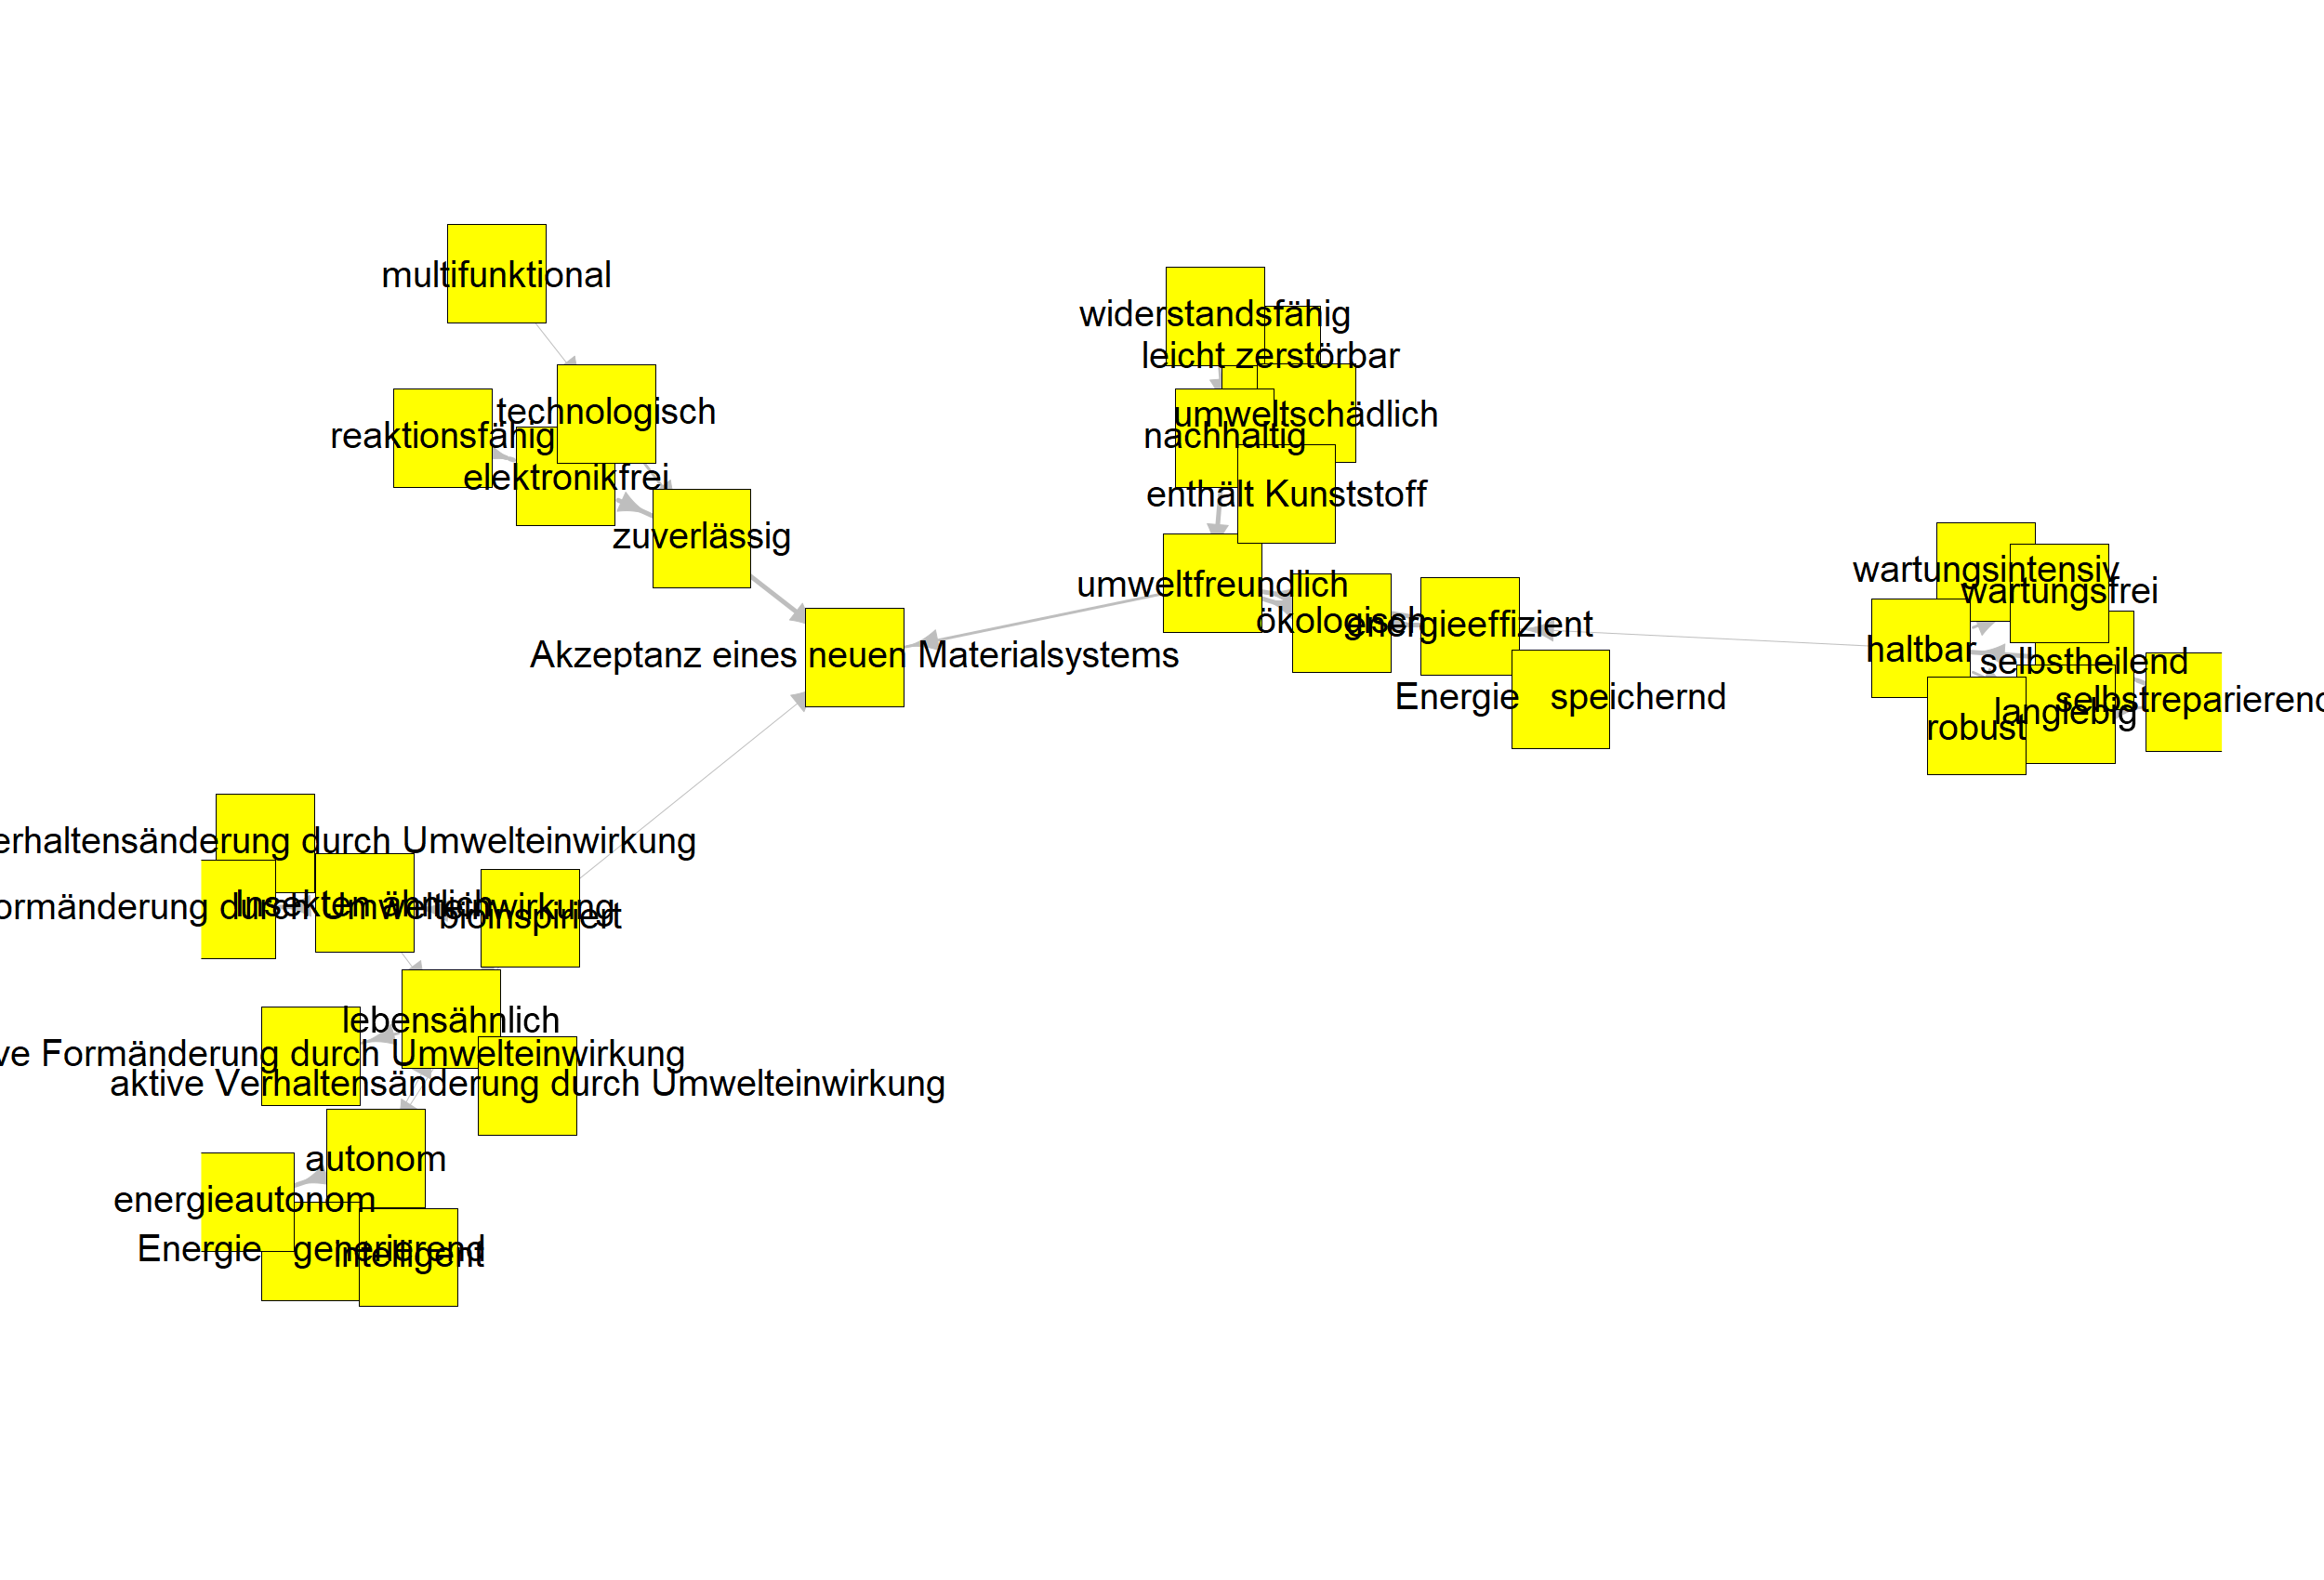 multifunktional
technologisch
reaktionsfähig
elektronikfrei
zuverlässig
widerstandsfähig
leicht zerstörbar
umweltschädlich
nachhaltig
enthält Kunststoff
umweltfreundlich
ökologisch
energieeffizient
Energie speichernd
Akzeptanz eines neuen Materialsystems
wartungsintensiv
wartungsfrei
haltbar
selbstheilend
selbstreparierend
langlebig
robust
erhaltensänderung durch Umwelteinwirkung
Insekten ähnlich
ormänderung durch Umwelteinwirkung
bioinspiriert
lebensähnlich
ve Formänderung durch Umwelteinwirkung
aktive Verhaltensänderung durch Umwelteinwirkung
autonom
energieautonom
Energie generierend
intelligent